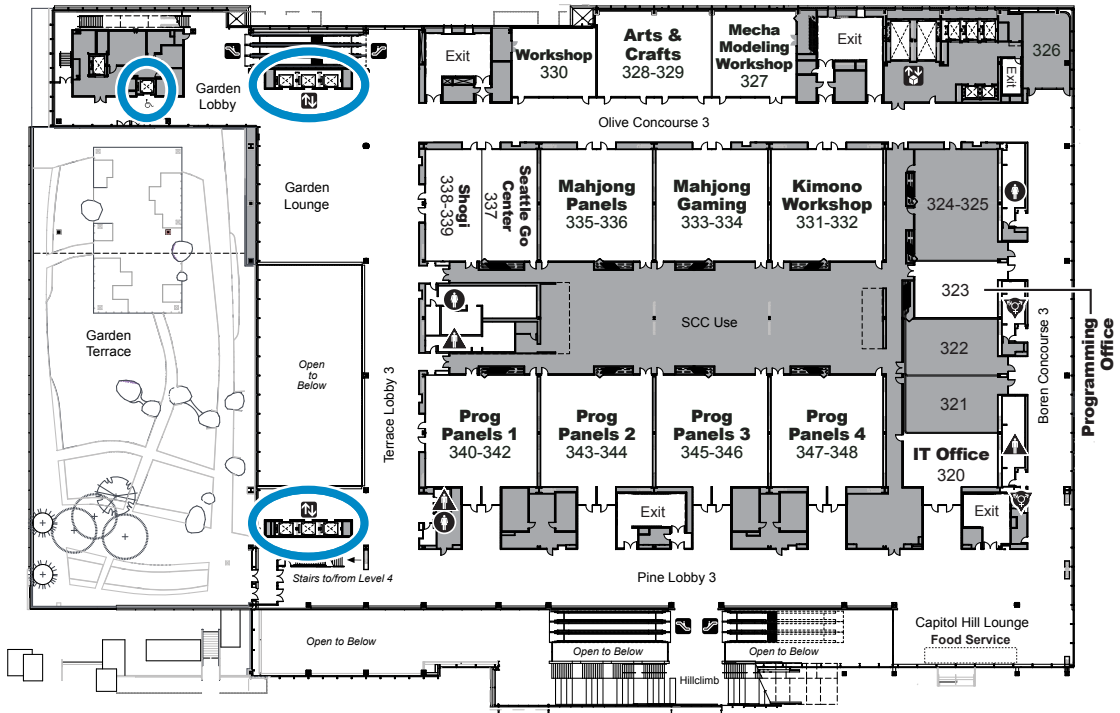 Exit
Workshop
330
Arts &
Crafts
328-329
Mecha
Modeling
Workshop
327
Exit
Exit
326
Garden
Lobby
Olive Concourse 3
Garden
Lounge
Shogi
338-339
Seattle Go
Center
337
Mahjong
Panels
335-336
Mahjong
Gaming
333-334
Kimono
Workshop
331-332
324-325
323
SCC Use
322
321
Programming
Office
Boren Concourse 3
Garden
Terrace
Open
to
Below
Terrace Lobby 3
Prog
Panels 1
340-342
Prog
Panels 2
343-344
Prog
Panels 3
345-346
Prog
Panels 4
347-348
IT Office
320
Exit
Exit
Stairs to/from Level 4
Pine Lobby 3
Open to Below
Open to Below
Open to Below
Hillclimb
Capitol Hill Lounge
Food Service